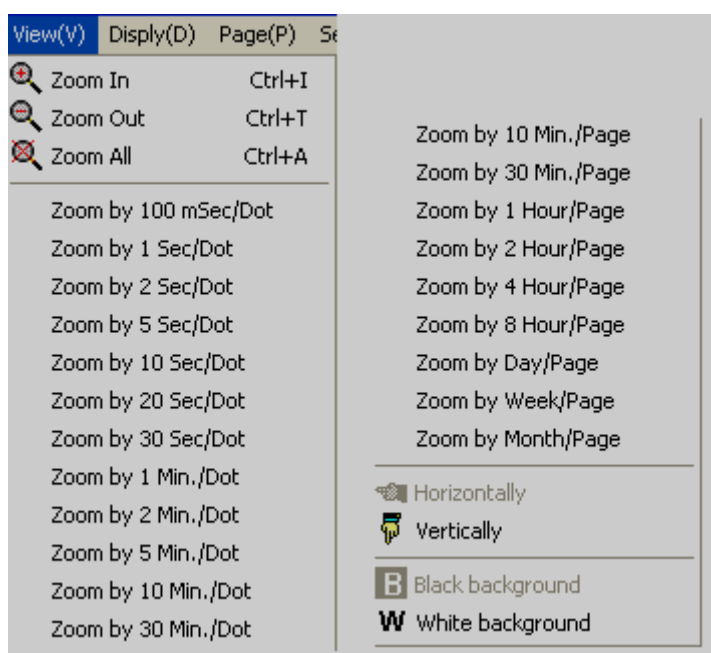 View(V) Disply(D) Page(P)
Zoom In Ctrl+I
Zoom Out Ctrl+T
Zoom All Ctrl+A
Zoom by 100 mSec/Dot
Zoom by 1 Sec/Dot
Zoom by 2 Sec/Dot
Zoom by 5 Sec/Dot
Zoom by 10 Sec/Dot
Zoom by 20 Sec/Dot
Zoom by 30 Sec/Dot
Zoom by 1 Min./Dot
Zoom by 2 Min./Dot
Zoom by 5 Min./Dot
Zoom by 10 Min./Dot
Zoom by 30 Min./Dot
Zoom by 10 Min./Page
Zoom by 30 Min./Page
Zoom by 1 Hour/Page
Zoom by 2 Hour/Page
Zoom by 4 Hour/Page
Zoom by 8 Hour/Page
Zoom by Day/Page
Zoom by Week/Page
Zoom by Month/Page
Horizontally
Vertically
B Black background
W White background